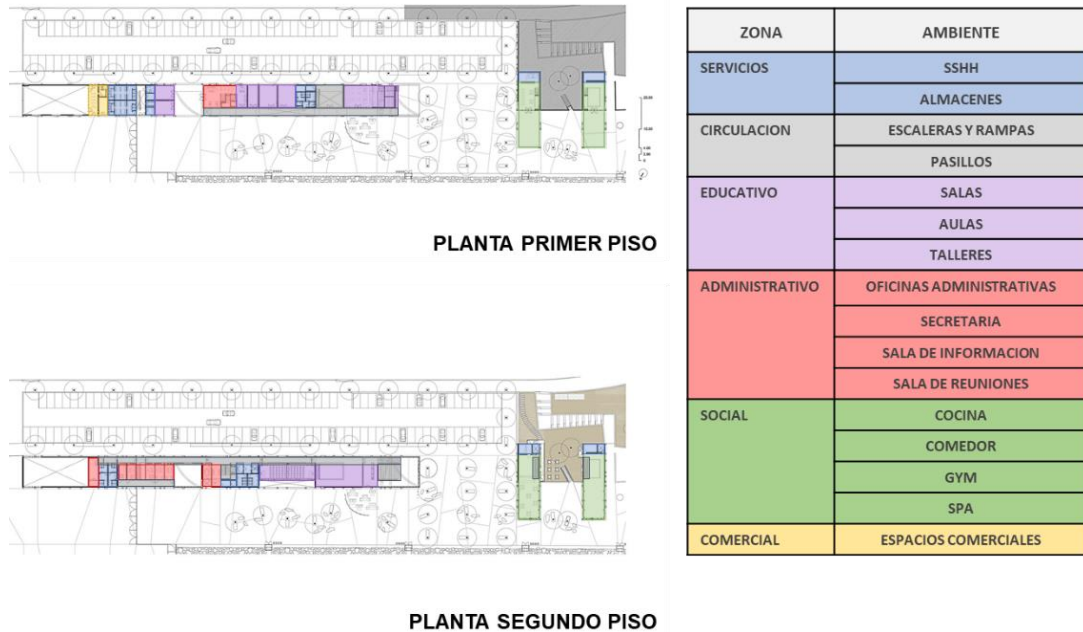 PLANTA PRIMER PISO
PLANTA SEGUNDO PISO
ZONA AMBIENTE
SERVICIOS SSHH
ALMACENES
CIRCULACION ESCALERAS Y RAMPAS
PASILLOS
EDUCATIVO SALAS
AULAS
TALLERES
ADMINISTRATIVO OFICINAS ADMINISTRATIVAS
SECRETARIA
SALA DE INFORMACION
SALA DE REUNIONES
SOCIAL COCINA
COMEDOR
GYM
SPA
COMERCIAL ESPACIOS COMERCIALES